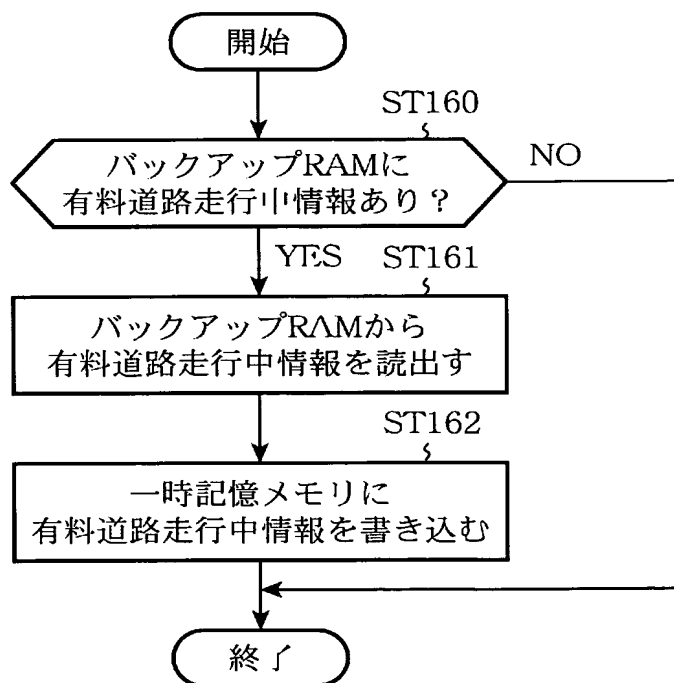 開始
ST160
バックアップRAMに
有料道路走行中情報あり?
NO
YES
ST161
バックアップRAMから
有料道路走行中情報を読出す
ST162
一時記憶メモリに
有料道路走行中情報を書き込む
終了